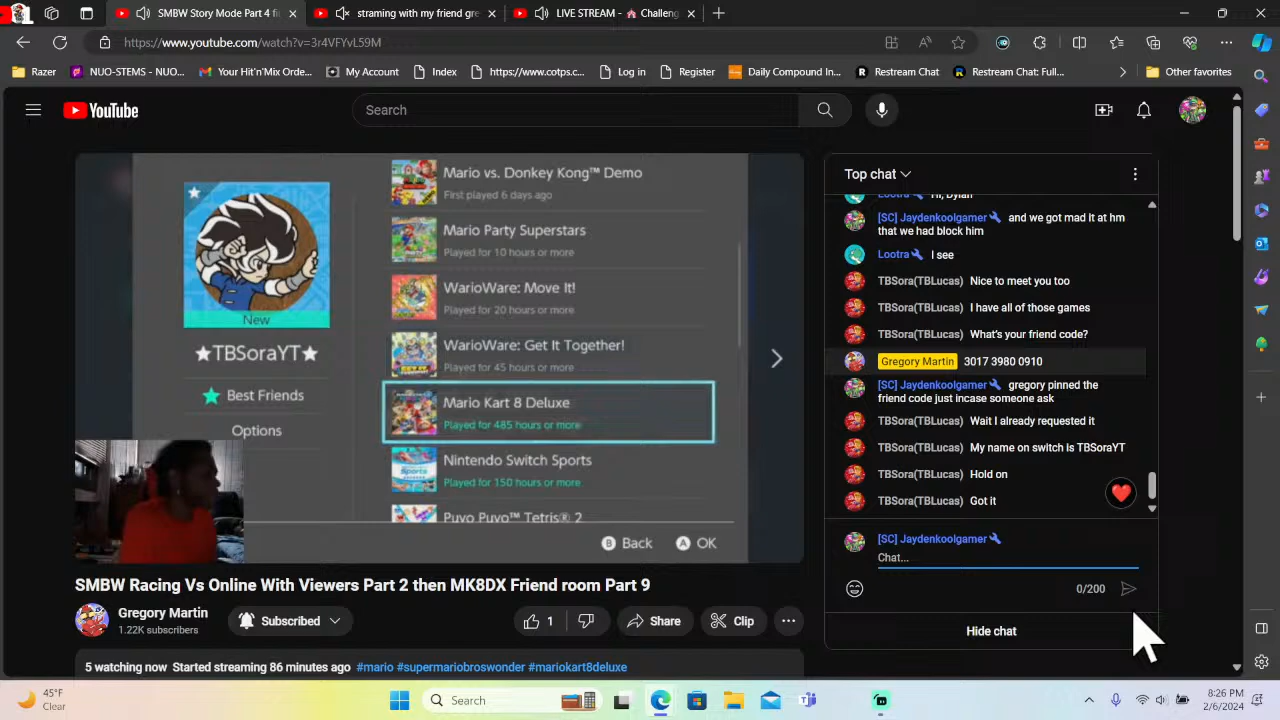 SMBW Story Mode Part 4 fi
straming with my friend gre
LIVE STREAM - Challeng
https://www.youtube.com/watch?v=3r4VFYvL59M
Razer
NUO-STEMS - NUO...
Your Hit'n'Mix Orde...
My Account
Index
https://www.cotps.c...
Log in
Register
Daily Compound In...
Restream Chat
Restream Chat: Full...
Other favorites
YouTube
Search
Top chat
Mario vs. Donkey Kong™ Demo
First played 6 days ago
Mario Party Superstars
Played for 10 hours or more
WarioWare: Move It!
Played for 20 hours or more
WarioWare: Get It Together!
Played for 45 hours or more
Mario Kart 8 Deluxe
Played for 485 hours or more
Nintendo Switch Sports
Played for 150 hours or more
Puyo Puyo™ Tetris® 2
New
★TBSoraYT★
Best Friends
Options
B Back
A OK
Lootra Hi, Dylan
[SC] Jaydenkoolgamer and we got mad it at hm
that we had block him
Lootra I see
TBSora(TBLucas) Nice to meet you too
TBSora(TBLucas) I have all of those games
TBSora(TBLucas) What's your friend code?
Gregory Martin 3017 3980 0910
[SC] Jaydenkoolgamer gregory pinned the
friend code just incase someone ask
TBSora(TBLucas) Wait I already requested it
TBSora(TBLucas) My name on switch is TBSoraYT
TBSora(TBLucas) Hold on
TBSora(TBLucas) Got it
[SC] Jaydenkoolgamer
Chat...
0/200
Hide chat
SMBW Racing Vs Online With Viewers Part 2 then MK8DX Friend room Part 9
Gregory Martin
1.22K subscribers
Subscribed
1
Share
Clip
5 watching now Started streaming 86 minutes ago #mario #supermariobroswonder #mariokart8deluxe
45°F
Clear
Search
8:26 PM
2/6/2024